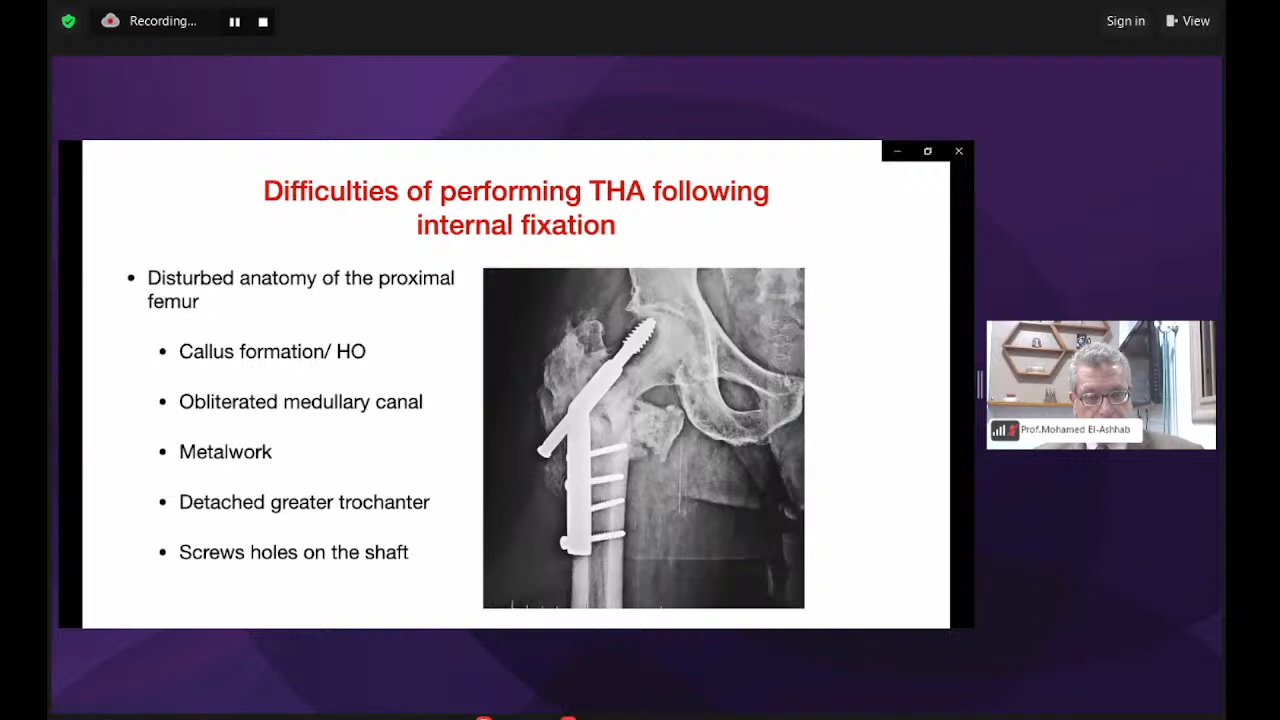 Recording...
Sign in
View
Difficulties of performing THA following
internal fixation
• Disturbed anatomy of the proximal
femur
• Callus formation/ HO
• Obliterated medullary canal
• Metalwork
• Detached greater trochanter
• Screws holes on the shaft
Prof.Mohamed El-Ashhab